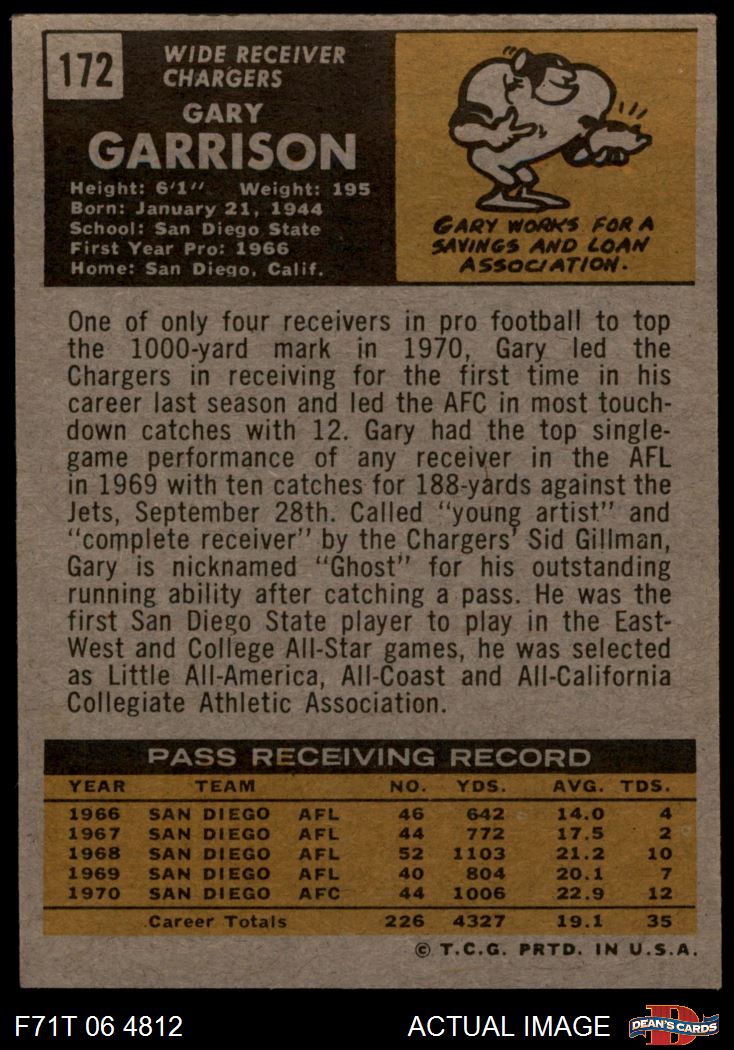 172
WIDE RECEIVER
CHARGERS
GARY
GARRISON
Height: 6'1" Weight: 195
Born: January 21, 1944
School: San Diego State
First Year Pro: 1966
Home: San Diego, Calif.
GARY WORKS FOR A
SAVINGS AND LOAN
ASSOCIATION.
One of only four receivers in pro football to top
the 1000-yard mark in 1970, Gary led the
Chargers in receiving for the first time in his
career last season and led the AFC in most touch-
down catches with 12. Gary had the top single-
game performance of any receiver in the AFL
in 1969 with ten catches for 188-yards against the
Jets, September 28th. Called "young artist" and
"complete receiver" by the Chargers' Sid Gillman,
Gary is nicknamed "Ghost" for his outstanding
running ability after catching a pass. He was the
first San Diego State player to play in the East-
West and College All-Star games, he was selected
as Little All-America, All-Coast and All-California
Collegiate Athletic Association.
PASS RECEIVING RECORD
YEAR TEAM NO. YDS. AVG. TDS.
1966 SAN DIEGO AFL 46 642 14.0 4
1967 SAN DIEGO AFL 44 772 17.5 2
1968 SAN DIEGO AFL 52 1103 21.2 10
1969 SAN DIEGO AFL 40 804 20.1 7
1970 SAN DIEGO AFC 44 1006 22.9 12
Career Totals 226 4327 19.1 35
© T.C.G. PRTD. IN U.S.A.
F71T 06 4812 ACTUAL IMAGE D DEAN'S CARDS